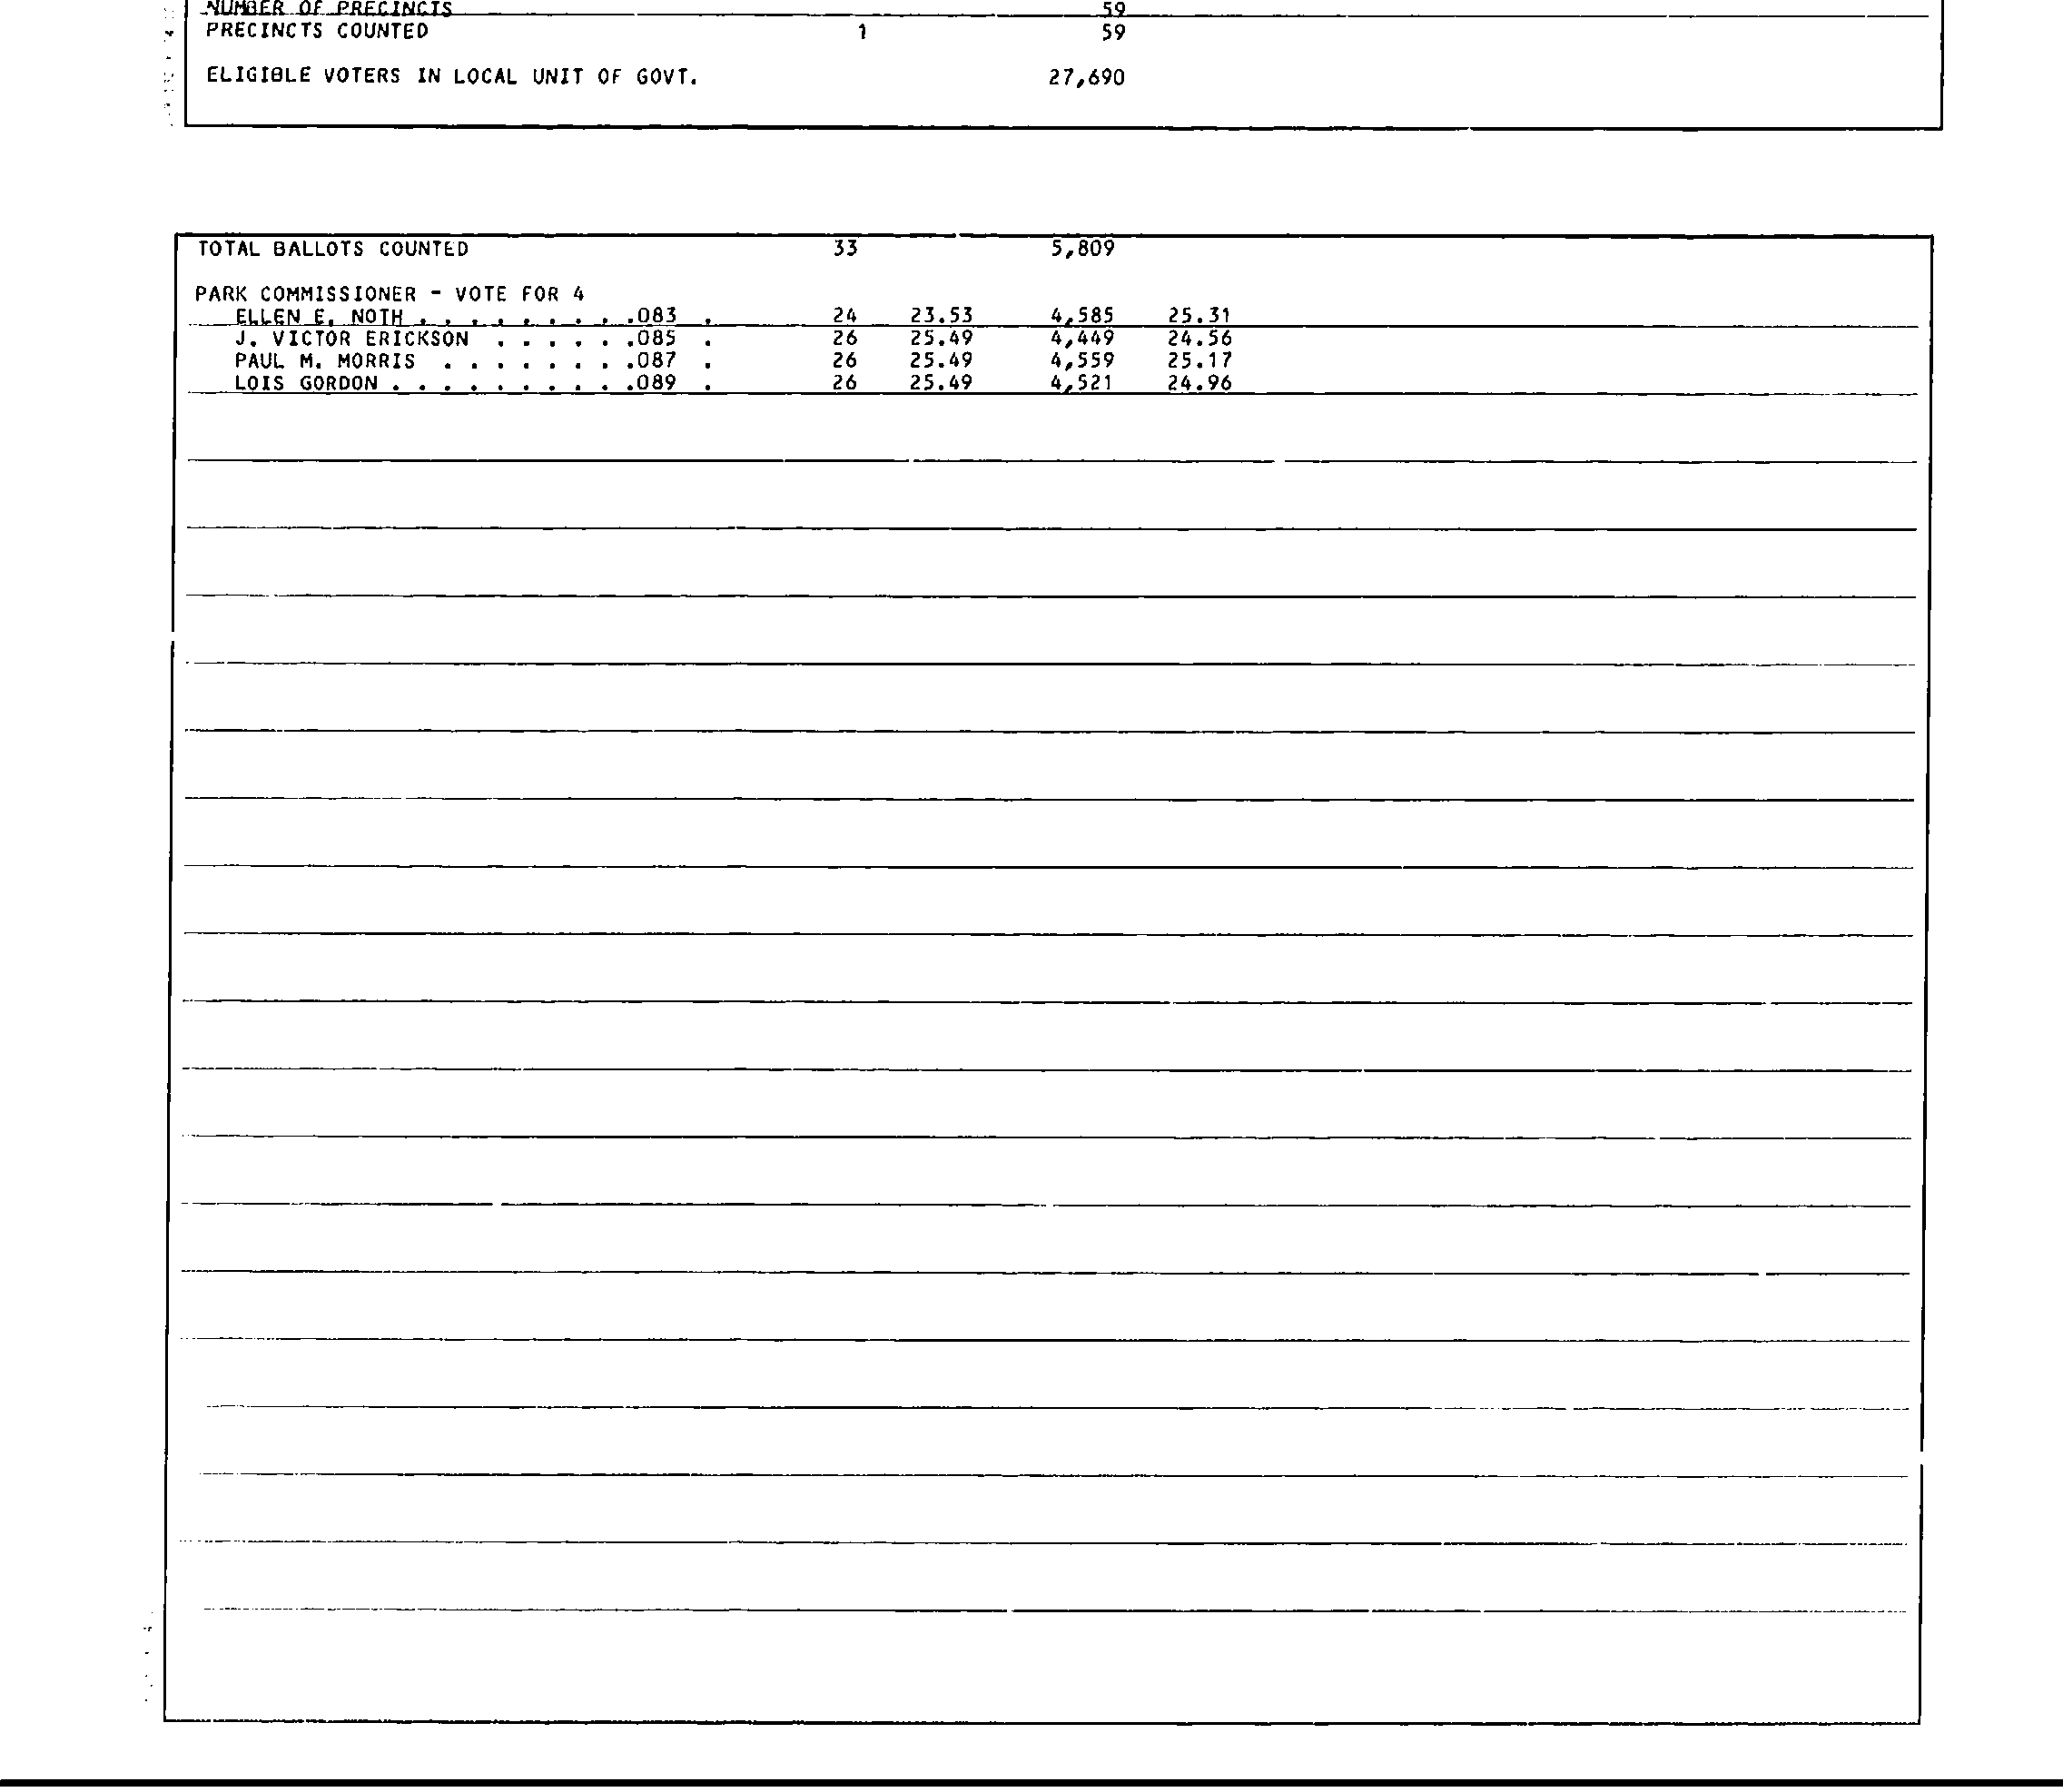 NUMBER OF PRECINCTS 59
PRECINCTS COUNTED 1 59
ELIGIBLE VOTERS IN LOCAL UNIT OF GOVT. 27,690
TOTAL BALLOTS COUNTED 33 5,809
PARK COMMISSIONER - VOTE FOR 4
ELLEN E. NOTH . . . . . . . . .083 . 24 23.53 4,585 25.31
J. VICTOR ERICKSON . . . . . .085 . 26 25.49 4,449 24.56
PAUL M. MORRIS . . . . . . . .087 . 26 25.49 4,559 25.17
LOIS GORDON . . . . . . . . . .089 . 26 25.49 4,521 24.96